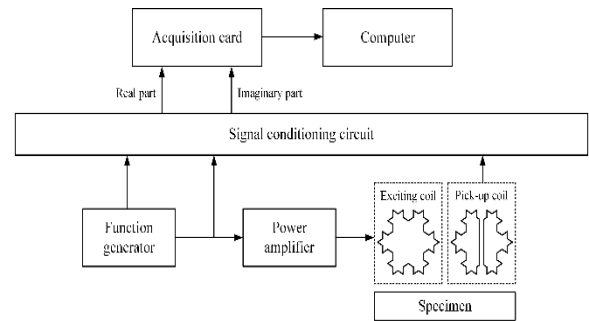 Acquisition card
Computer
Real part
Imaginary part
Signal conditioning circuit
Exciting coil
Pick-up coil
Function
generator
Power
amplifier
Specimen